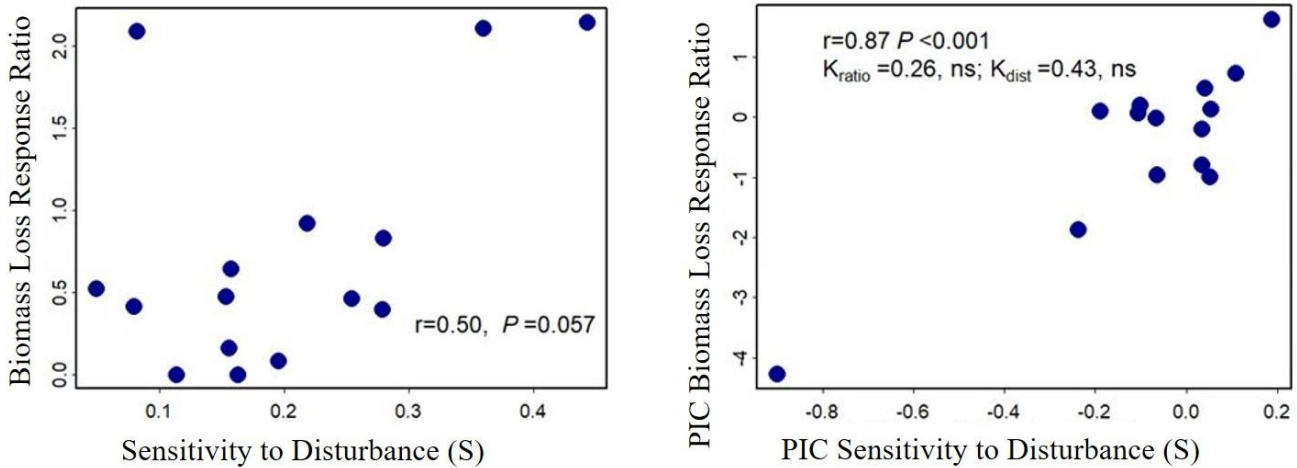 Biomass Loss Response Ratio
2.0
1.5
1.0
0.5
0.0
r=0.50, P =0.057
0.1 0.2 0.3 0.4
Sensitivity to Disturbance (S)
PIC Biomass Loss Response Ratio
r=0.87 P <0.001
Kratio =0.26, ns; Kdist =0.43, ns
1
0
-1
-2
-3
-4
-0.8 -0.6 -0.4 -0.2 0.0 0.2
PIC Sensitivity to Disturbance (S)